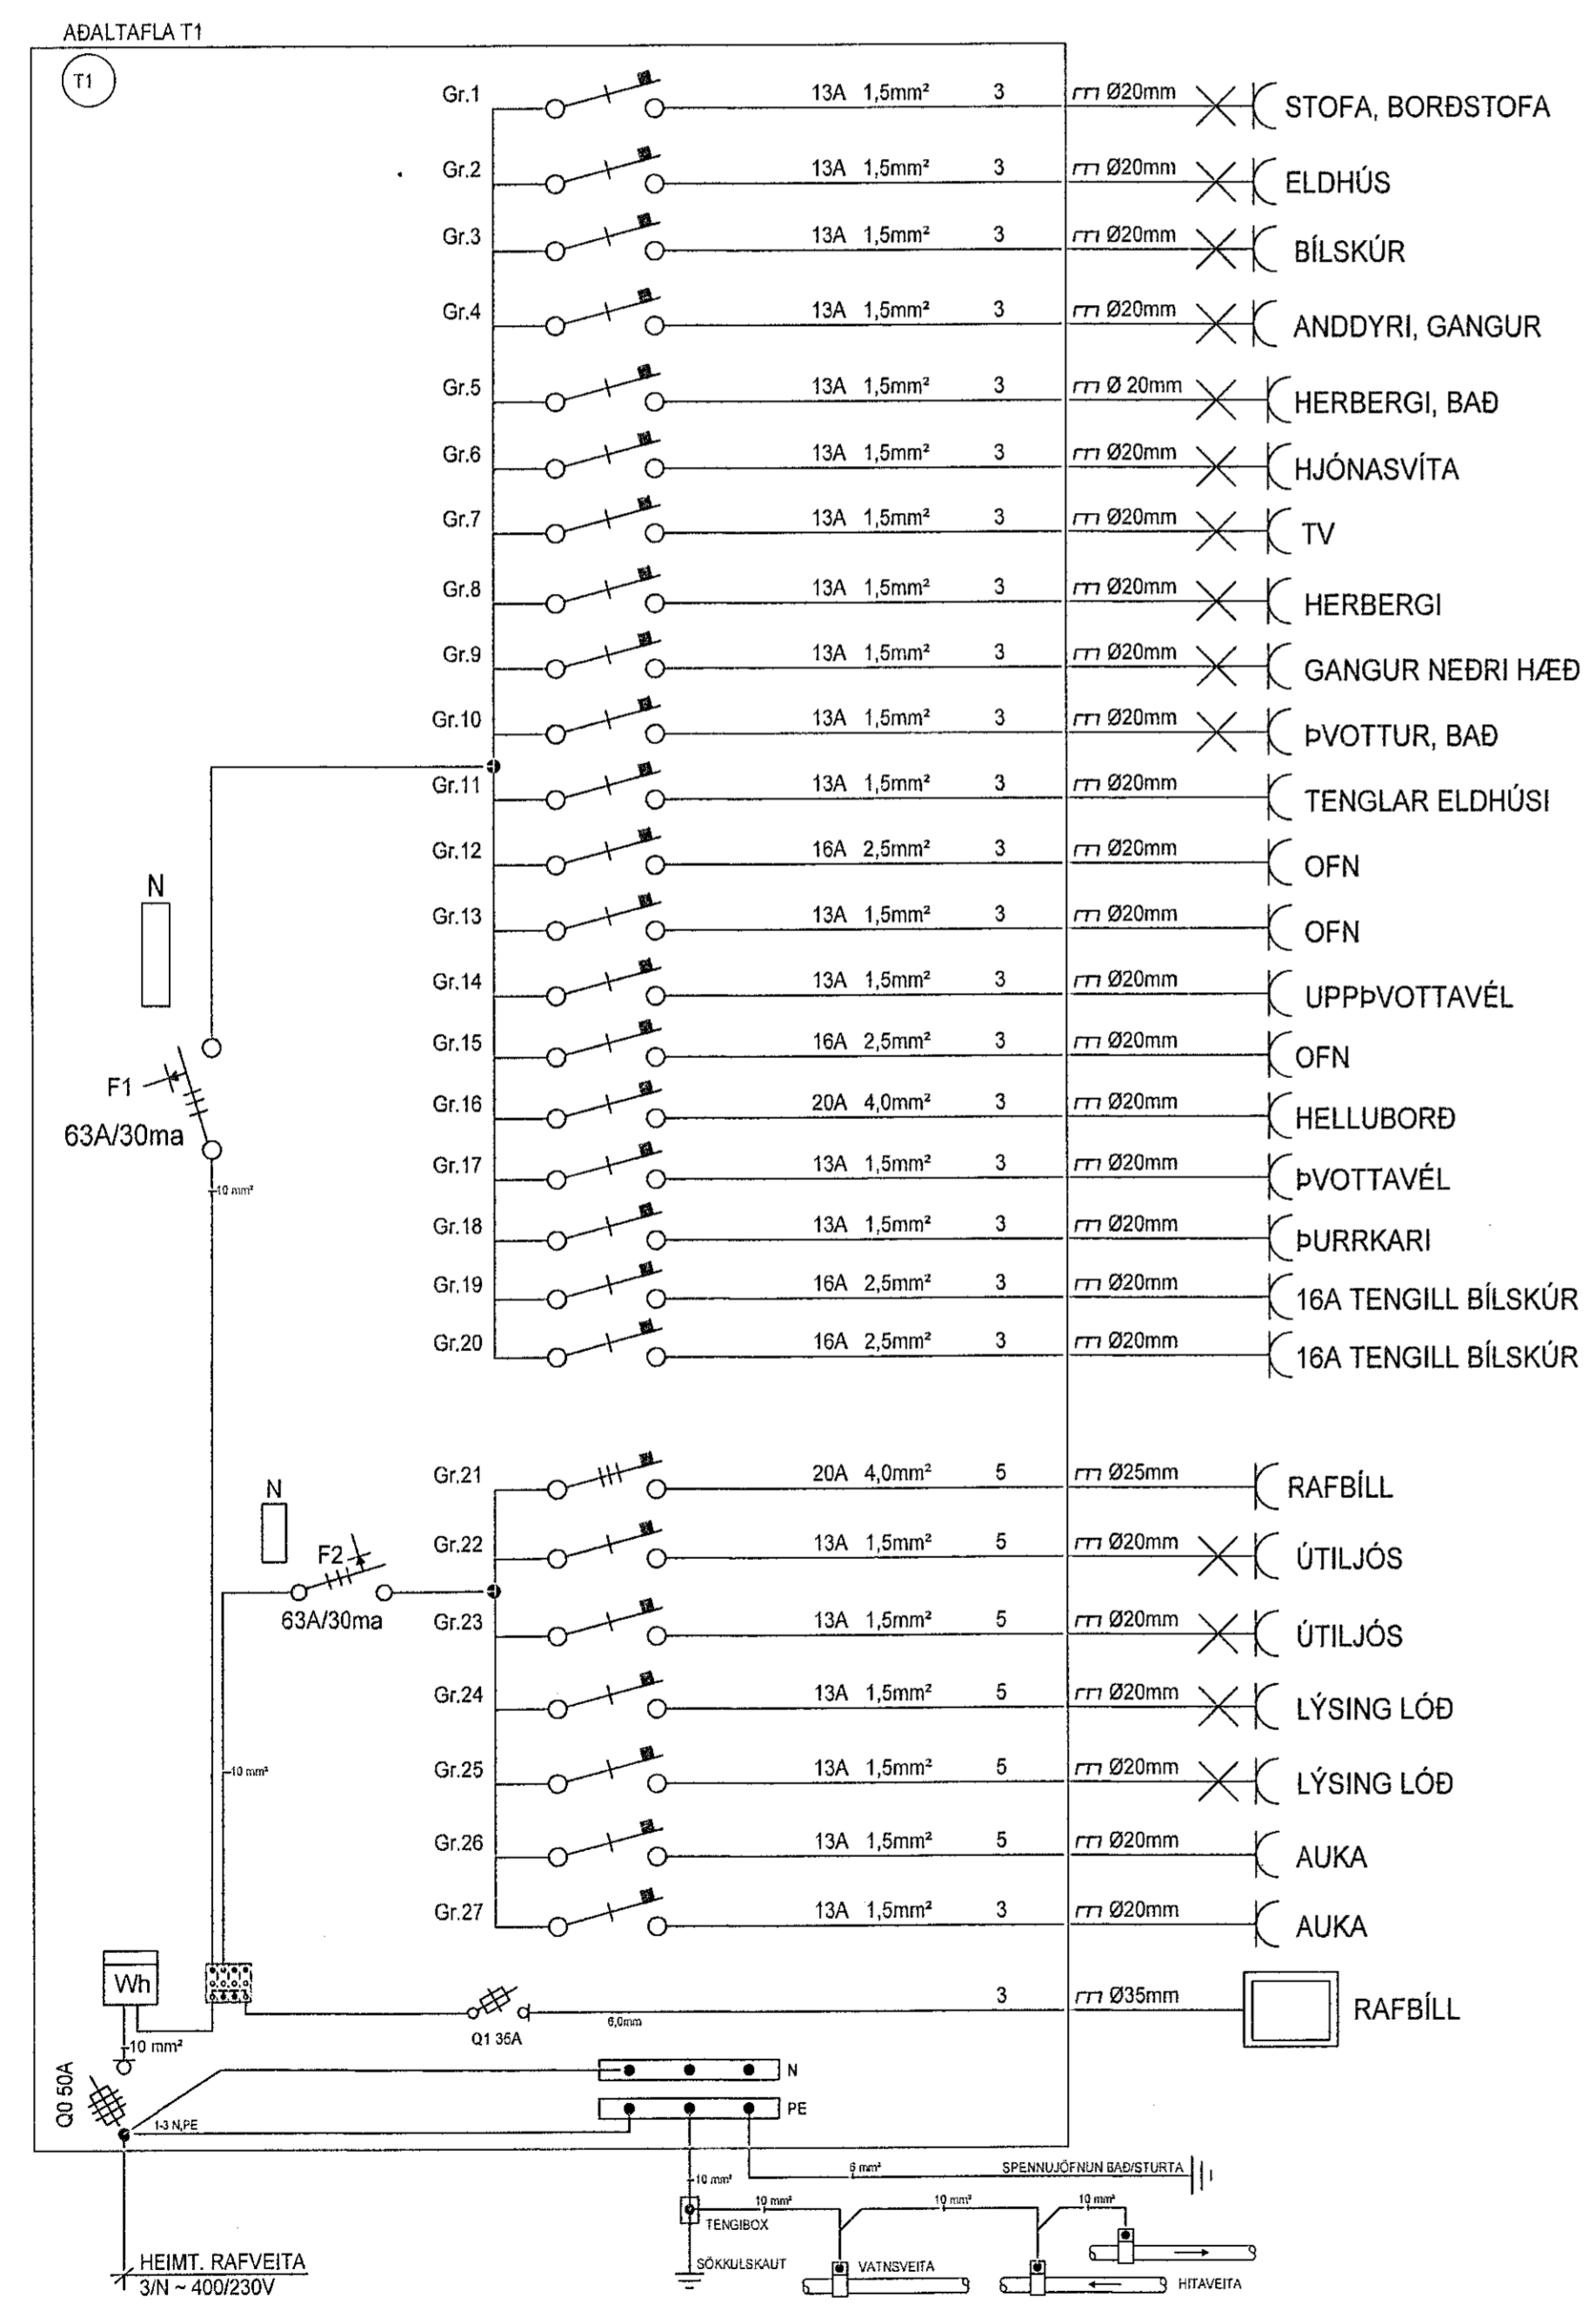 AÐALTAFLA T1
T1
Gr.1 13A 1,5mm² 3 Ø20mm STOFA, BORÐSTOFA
Gr.2 13A 1,5mm² 3 Ø20mm ELDHÚS
Gr.3 13A 1,5mm² 3 Ø20mm BÍLSKÚR
Gr.4 13A 1,5mm² 3 Ø20mm ANDDYRI, GANGUR
Gr.5 13A 1,5mm² 3 Ø 20mm HERBERGI, BAÐ
Gr.6 13A 1,5mm² 3 Ø20mm HJÓNASVÍTA
Gr.7 13A 1,5mm² 3 Ø20mm TV
Gr.8 13A 1,5mm² 3 Ø20mm HERBERGI
Gr.9 13A 1,5mm² 3 Ø20mm GANGUR NEÐRI HÆÐ
Gr.10 13A 1,5mm² 3 Ø20mm ÞVOTTUR, BAÐ
Gr.11 13A 1,5mm² 3 Ø20mm TENGLAR ELDHÚSI
Gr.12 16A 2,5mm² 3 Ø20mm OFN
N
Gr.13 13A 1,5mm² 3 Ø20mm OFN
Gr.14 13A 1,5mm² 3 Ø20mm UPPÞVOTTAVÉL
Gr.15 16A 2,5mm² 3 Ø20mm OFN
F1
Gr.16 20A 4,0mm² 3 Ø20mm HELLUBORÐ
63A/30ma
Gr.17 13A 1,5mm² 3 Ø20mm ÞVOTTAVÉL
10 mm²
Gr.18 13A 1,5mm² 3 Ø20mm ÞURRKARI
Gr.19 16A 2,5mm² 3 Ø20mm 16A TENGILL BÍLSKÚR
Gr.20 16A 2,5mm² 3 Ø20mm 16A TENGILL BÍLSKÚR
Gr.21 20A 4,0mm² 5 Ø25mm RAFBÍLL
N
Gr.22 13A 1,5mm² 5 Ø20mm ÚTILJÓS
F2
63A/30ma
Gr.23 13A 1,5mm² 5 Ø20mm ÚTILJÓS
Gr.24 13A 1,5mm² 5 Ø20mm LÝSING LÓÐ
Gr.25 13A 1,5mm² 5 Ø20mm LÝSING LÓÐ
10 mm²
Gr.26 13A 1,5mm² 5 Ø20mm AUKA
Gr.27 13A 1,5mm² 3 Ø20mm AUKA
Wh
3 Ø35mm RAFBÍLL
6,0mm
Q1 35A
10 mm²
Q0 50A
N
PE
1-3 N,PE
6 mm² SPENNUJÖFNUN BAÐ/STURTA
10 mm²
10 mm² 10 mm² 10 mm²
TENGIBOX
HEIMT. RAFVEITA
3/N ~ 400/230V
SÖKKULSKAUT
VATNSVEITA
HITAVEITA